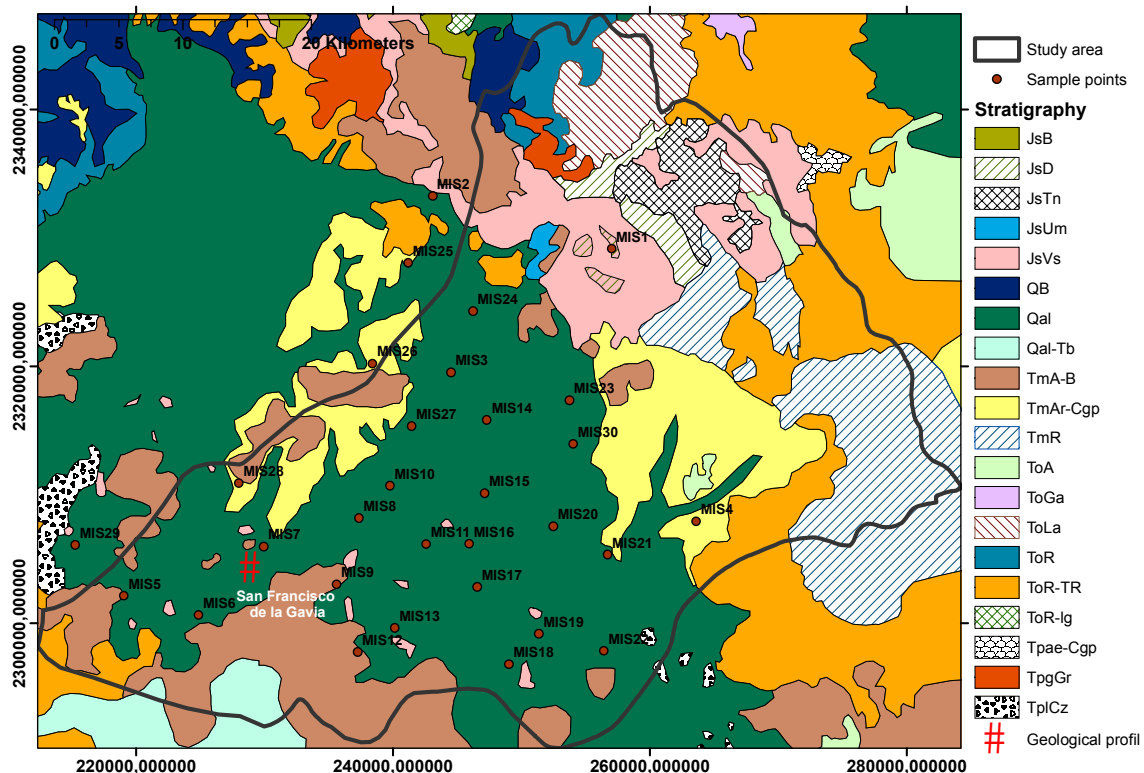 0 5 10 20 Kilometers
2340000,000000
2320000,000000
2300000,000000
220000,000000
240000,000000
260000,000000
280000,000000
MIS2
MIS1
MIS25
MIS24
MIS26
MIS3
MIS23
MIS27
MIS14
MIS30
MIS28
MIS10
MIS15
MIS8
MIS20
MIS4
MIS29
MIS7
MIS11
MIS16
MIS21
MIS9
MIS17
MIS5
MIS6
San Francisco
de la Gavia
MIS13
MIS19
MIS12
MIS18
Study area
Sample points
Stratigraphy
JsB
JsD
JsTn
JsUm
JsVs
QB
Qal
Qal-Tb
TmA-B
TmAr-Cgp
TmR
ToA
ToGa
ToLa
ToR
ToR-TR
ToR-Ig
Tpae-Cgp
TpgGr
TplCz
Geological profil